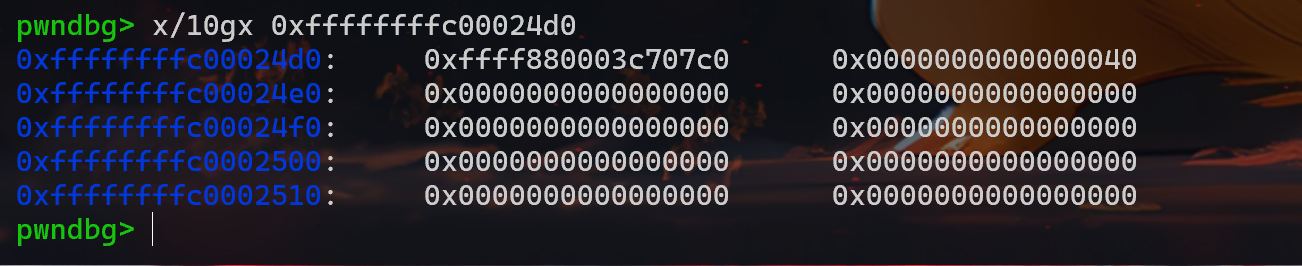 pwndbg> x/10gx 0xffffffffc00024d0
0xffffffffc00024d0: 0xffff880003c707c0 0x0000000000000040
0xffffffffc00024e0: 0x0000000000000000 0x0000000000000000
0xffffffffc00024f0: 0x0000000000000000 0x0000000000000000
0xffffffffc0002500: 0x0000000000000000 0x0000000000000000
0xffffffffc0002510: 0x0000000000000000 0x0000000000000000
pwndbg>